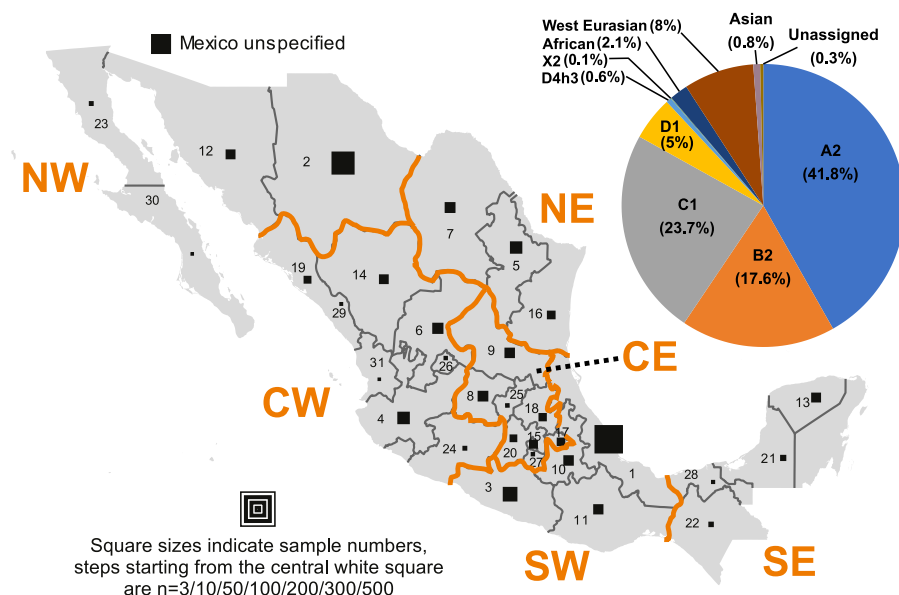 Mexico unspecified
West Eurasian (8%)
African (2.1%)
X2 (0.1%)
D4h3 (0.6%)
Asian
(0.8%)
Unassigned
(0.3%)
D1
(5%)
A2
(41.8%)
C1
(23.7%)
B2
(17.6%)
NW
NE
CE
CW
SW
SE
23
12
2
30
7
5
19
14
29
16
6
9
31
26
8
25
18
4
24
20
15
17
27
10
3
11
1
13
21
28
22
Square sizes indicate sample numbers,
steps starting from the central white square
are n=3/10/50/100/200/300/500